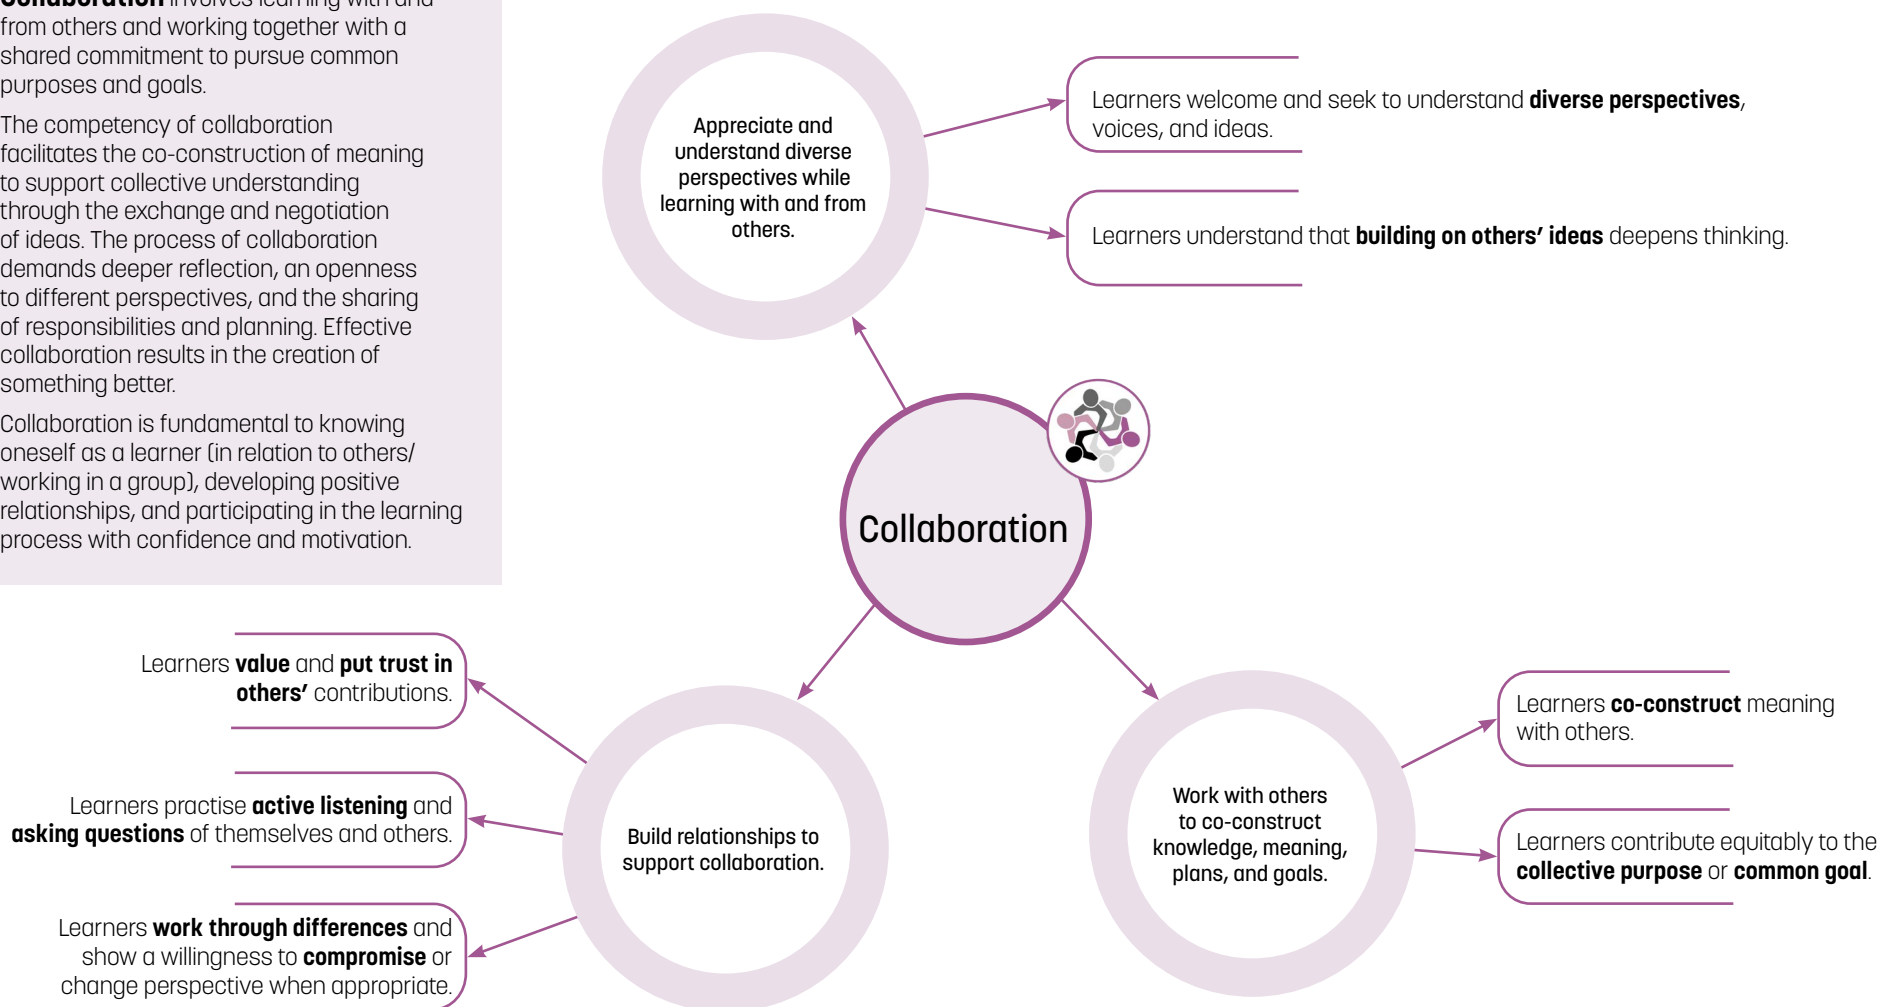 Collaboration involves learning with and
from others and working together with a
shared commitment to pursue common
purposes and goals.
The competency of collaboration
facilitates the co-construction of meaning
to support collective understanding
through the exchange and negotiation
of ideas. The process of collaboration
demands deeper reflection, an openness
to different perspectives, and the sharing
of responsibilities and planning. Effective
collaboration results in the creation of
something better.
Collaboration is fundamental to knowing
oneself as a learner (in relation to others/
working in a group), developing positive
relationships, and participating in the learning
process with confidence and motivation.
Appreciate and
understand diverse
perspectives while
learning with and from
others.
Learners welcome and seek to understand diverse perspectives,
voices, and ideas.
Learners understand that building on others’ ideas deepens thinking.
Collaboration
Learners value and put trust in
others’ contributions.
Learners practise active listening and
asking questions of themselves and others.
Learners work through differences and
show a willingness to compromise or
change perspective when appropriate.
Build relationships to
support collaboration.
Work with others
to co-construct
knowledge, meaning,
plans, and goals.
Learners co-construct meaning
with others.
Learners contribute equitably to the
collective purpose or common goal.